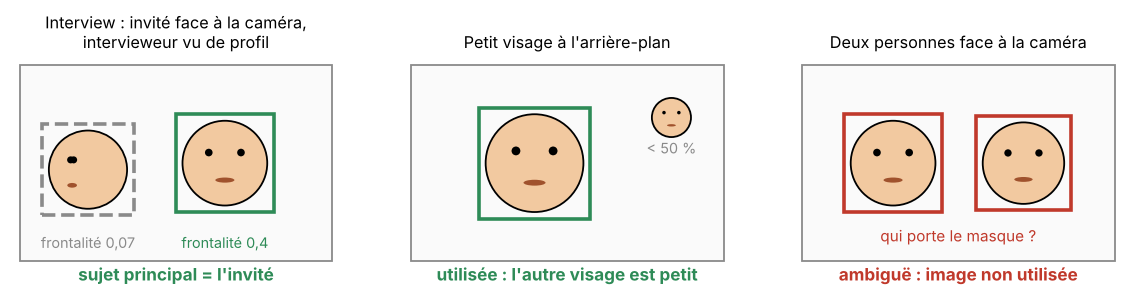 Interview : invité face à la caméra,
intervieweur vu de profil
frontalité 0,07
frontalité 0,4
sujet principal = l'invité
Petit visage à l'arrière-plan
< 50 %
utilisée : l'autre visage est petit
Deux personnes face à la caméra
qui porte le masque ?
ambiguë : image non utilisée